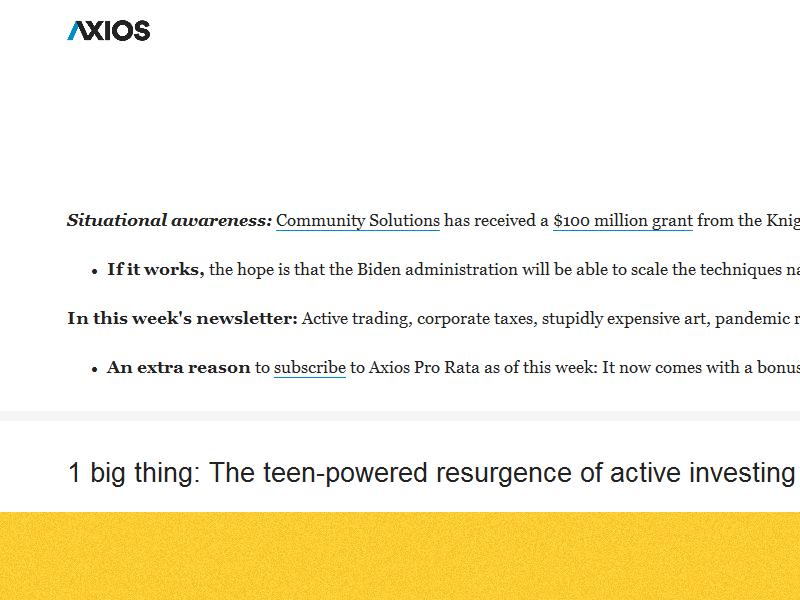 AXIOS
Situational awareness: Community Solutions has received a $100 million grant from the
If it works, the hope is that the Biden administration will be able to scale the techniques
In this week's newsletter: Active trading, corporate taxes, stupidly expensive art, pandemic
An extra reason to subscribe to Axios Pro Rata as of this week: It now comes with a bonus
1 big thing: The teen-powered resurgence of active investing